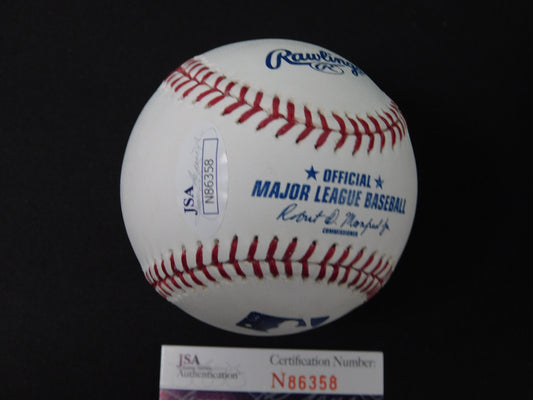 Rawlings
R
OFFICIAL
MAJOR LEAGUE BASEBALL
Robert D. Manfred Jr.
COMMISSIONER
JSA
N86358
JSA
Authentication
Certification Number:
N86358